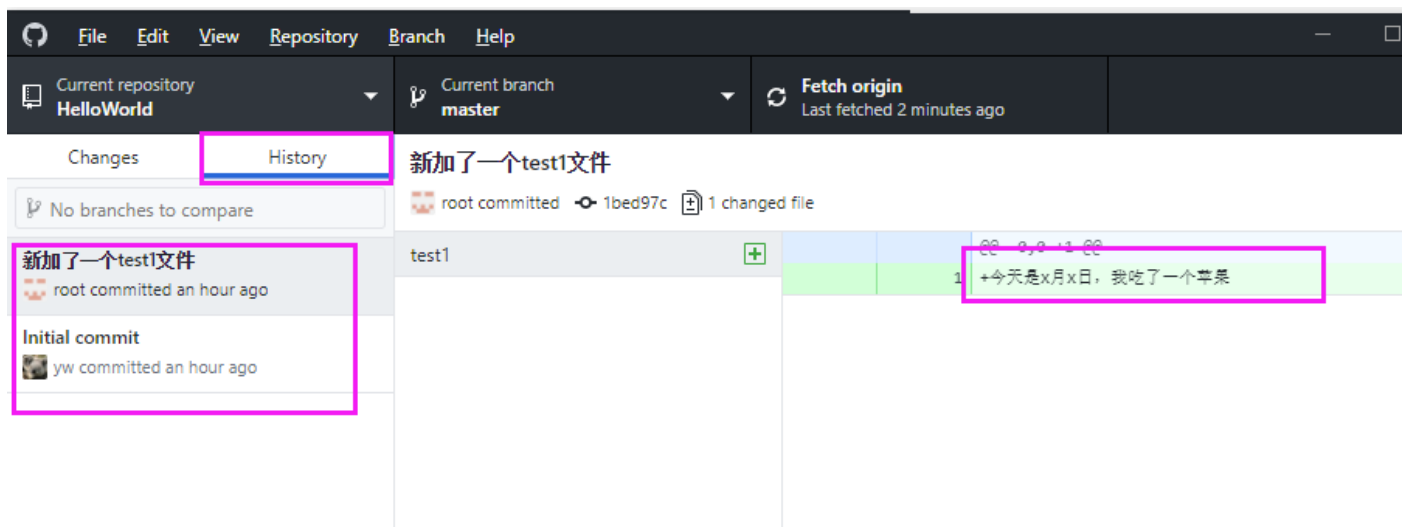 File Edit View Repository Branch Help
Current repository
HelloWorld
Current branch
master
Fetch origin
Last fetched 2 minutes ago
Changes
History
No branches to compare
新加了一个test1文件
root committed an hour ago
Initial commit
yw committed an hour ago
新加了一个test1文件
root committed 1bed97c 1 changed file
test1
@@ -0,0 +1 @@
1 +今天是x月x日，我吃了一个苹果